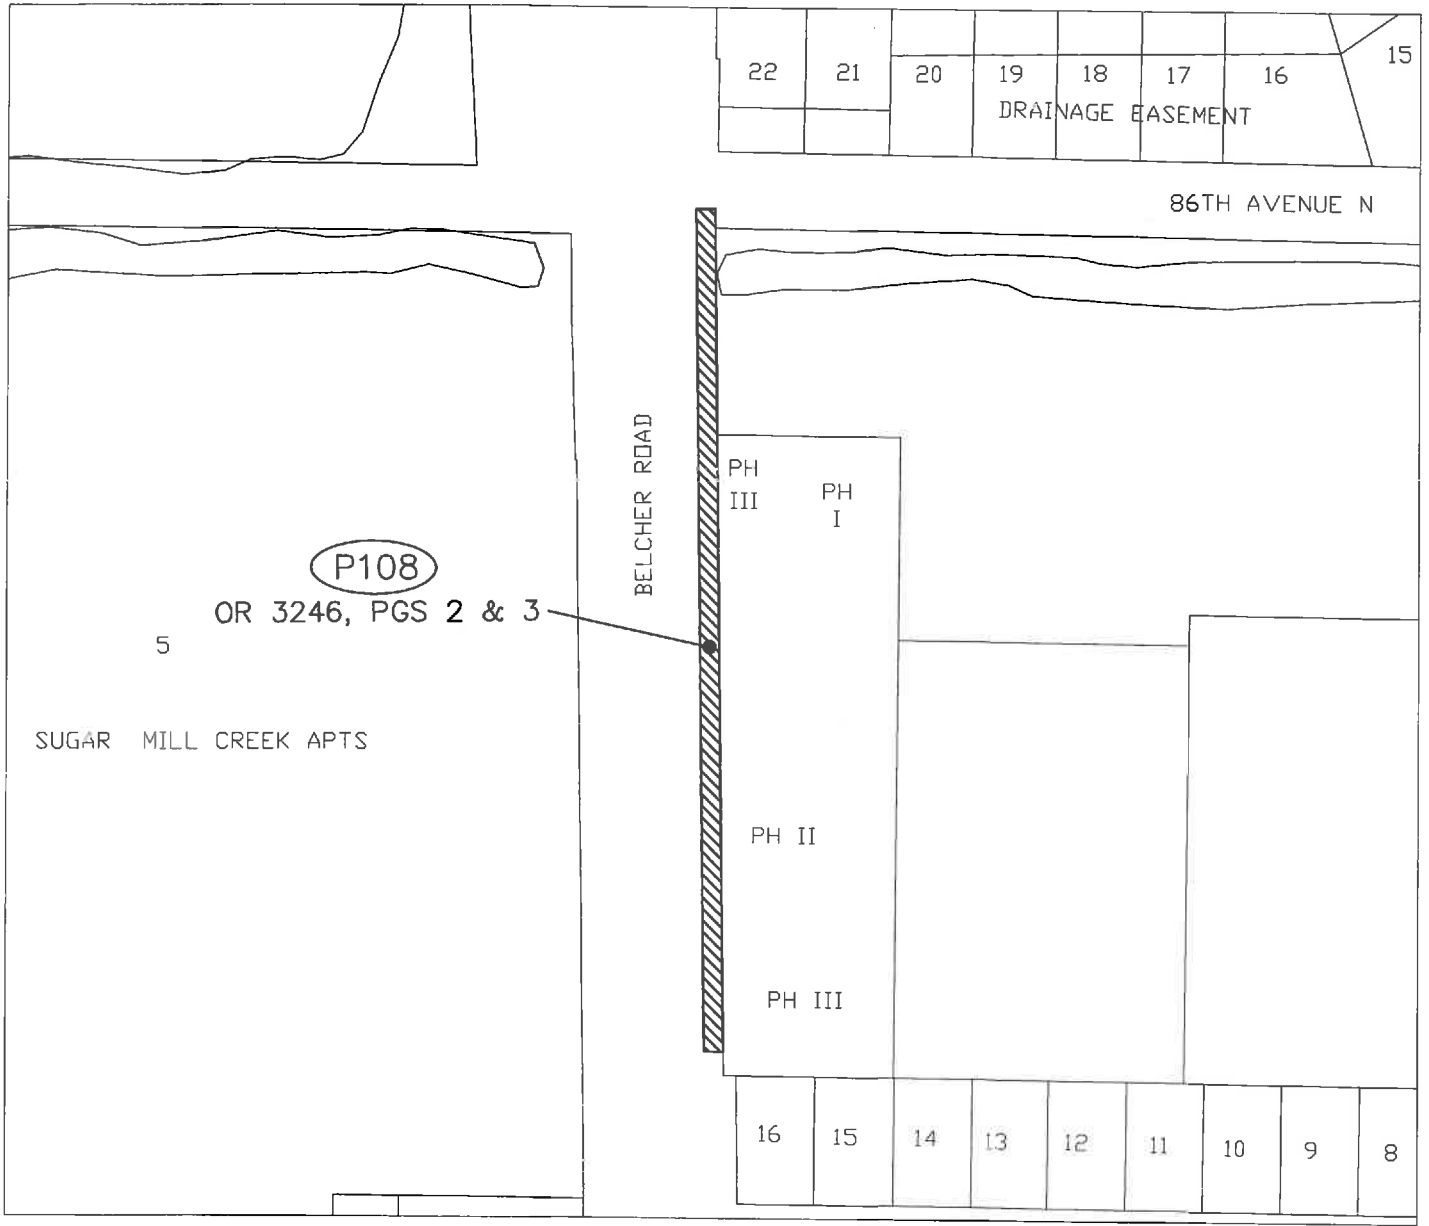 22 21 20 19 18 17 16 15
DRAINAGE EASEMENT
86TH AVENUE N
BELCHER ROAD
PH
III
PH
I
P108
OR 3246, PGS 2 & 3
5
SUGAR MILL CREEK APTS
PH II
PH III
16 15 14 13 12 11 10 9 8